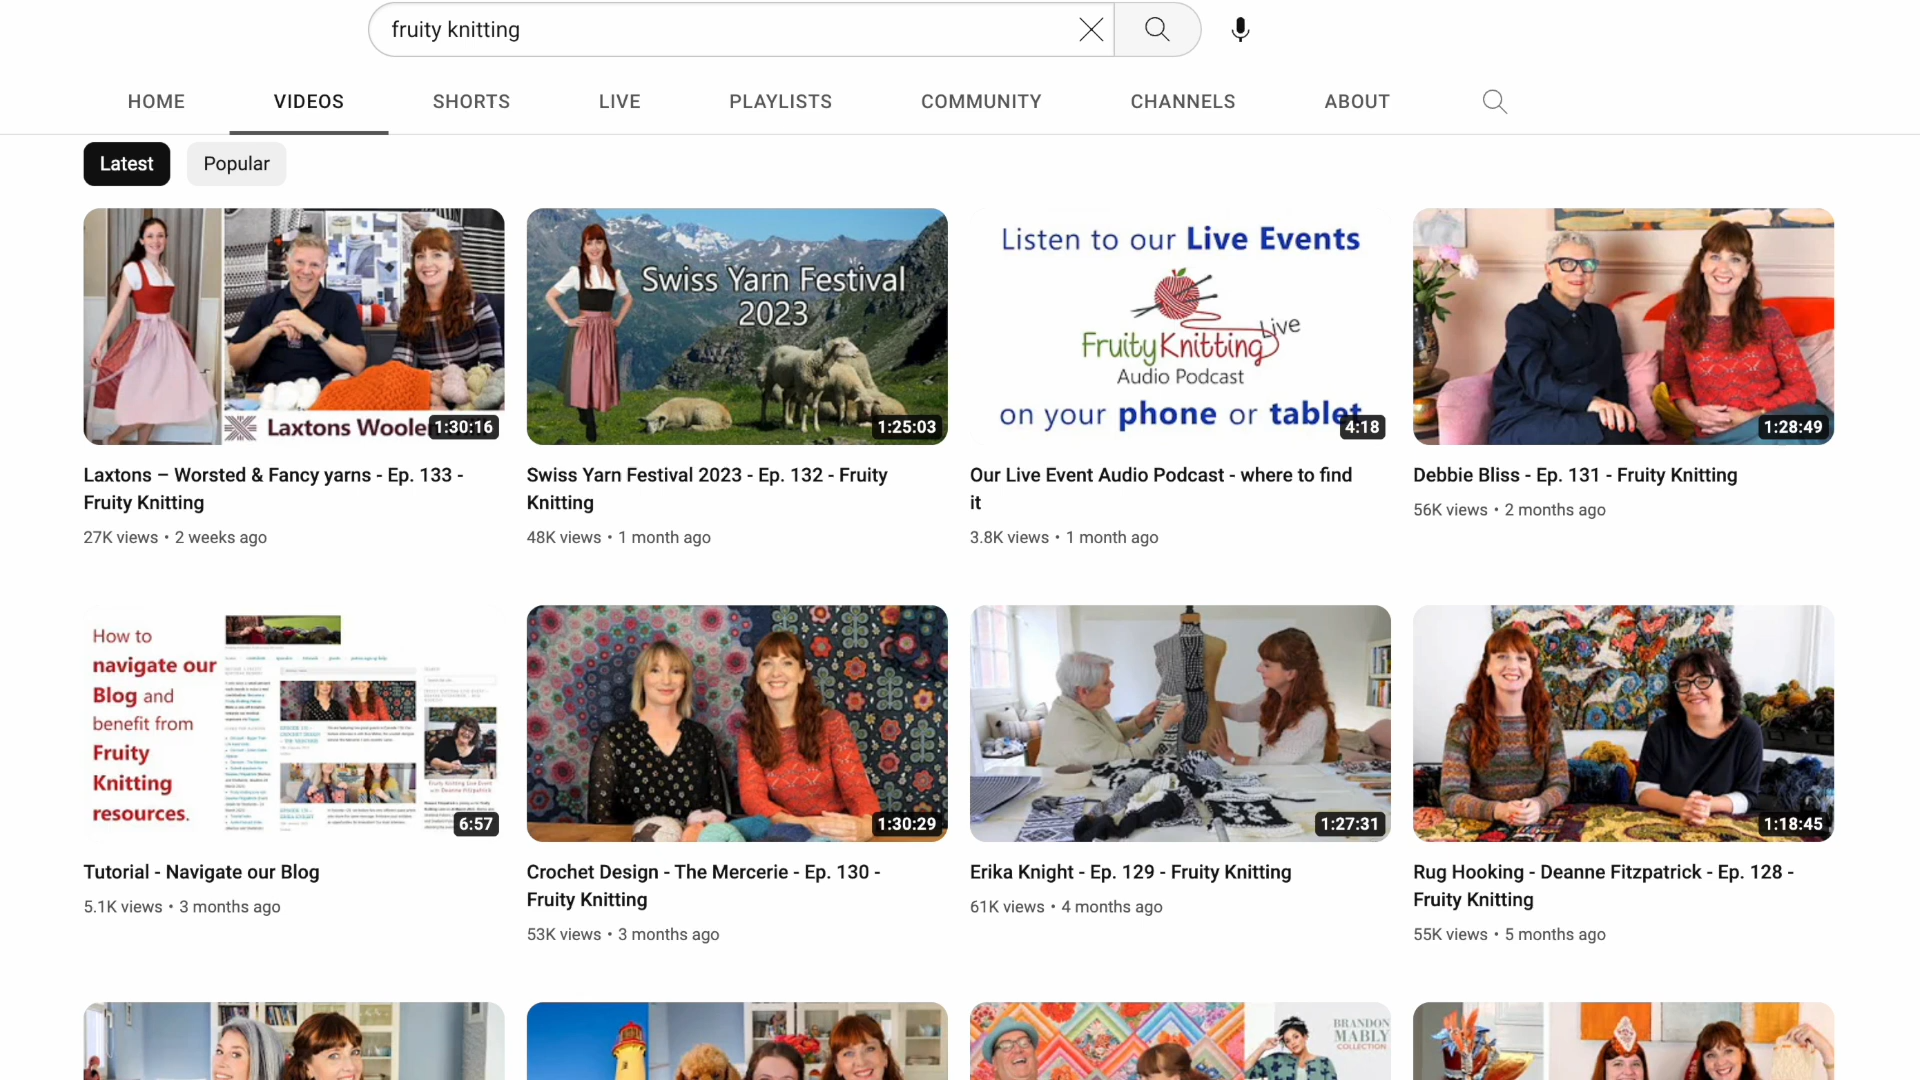 fruity knitting
HOME
VIDEOS
SHORTS
LIVE
PLAYLISTS
COMMUNITY
CHANNELS
ABOUT
Latest
Popular
Laxtons Woole
1:30:16
Swiss Yarn Festival
2023
1:25:03
Listen to our Live Events
FruityKnitting Live
Audio Podcast
on your phone or tablet
4:18
1:28:49
Laxtons – Worsted & Fancy yarns - Ep. 133 -
Fruity Knitting
27K views • 2 weeks ago
Swiss Yarn Festival 2023 - Ep. 132 - Fruity
Knitting
48K views • 1 month ago
Our Live Event Audio Podcast - where to find
it
3.8K views • 1 month ago
Debbie Bliss - Ep. 131 - Fruity Knitting
56K views • 2 months ago
How to
navigate our
Blog and
benefit from
Fruity
Knitting
resources.
Fruity Knitting Live Event
with Deanne Fitzpatrick
6:57
1:30:29
1:27:31
1:18:45
Tutorial - Navigate our Blog
5.1K views • 3 months ago
Crochet Design - The Mercerie - Ep. 130 -
Fruity Knitting
53K views • 3 months ago
Erika Knight - Ep. 129 - Fruity Knitting
61K views • 4 months ago
Rug Hooking - Deanne Fitzpatrick - Ep. 128 -
Fruity Knitting
55K views • 5 months ago
BRANDON
MABLY
COLLECTION